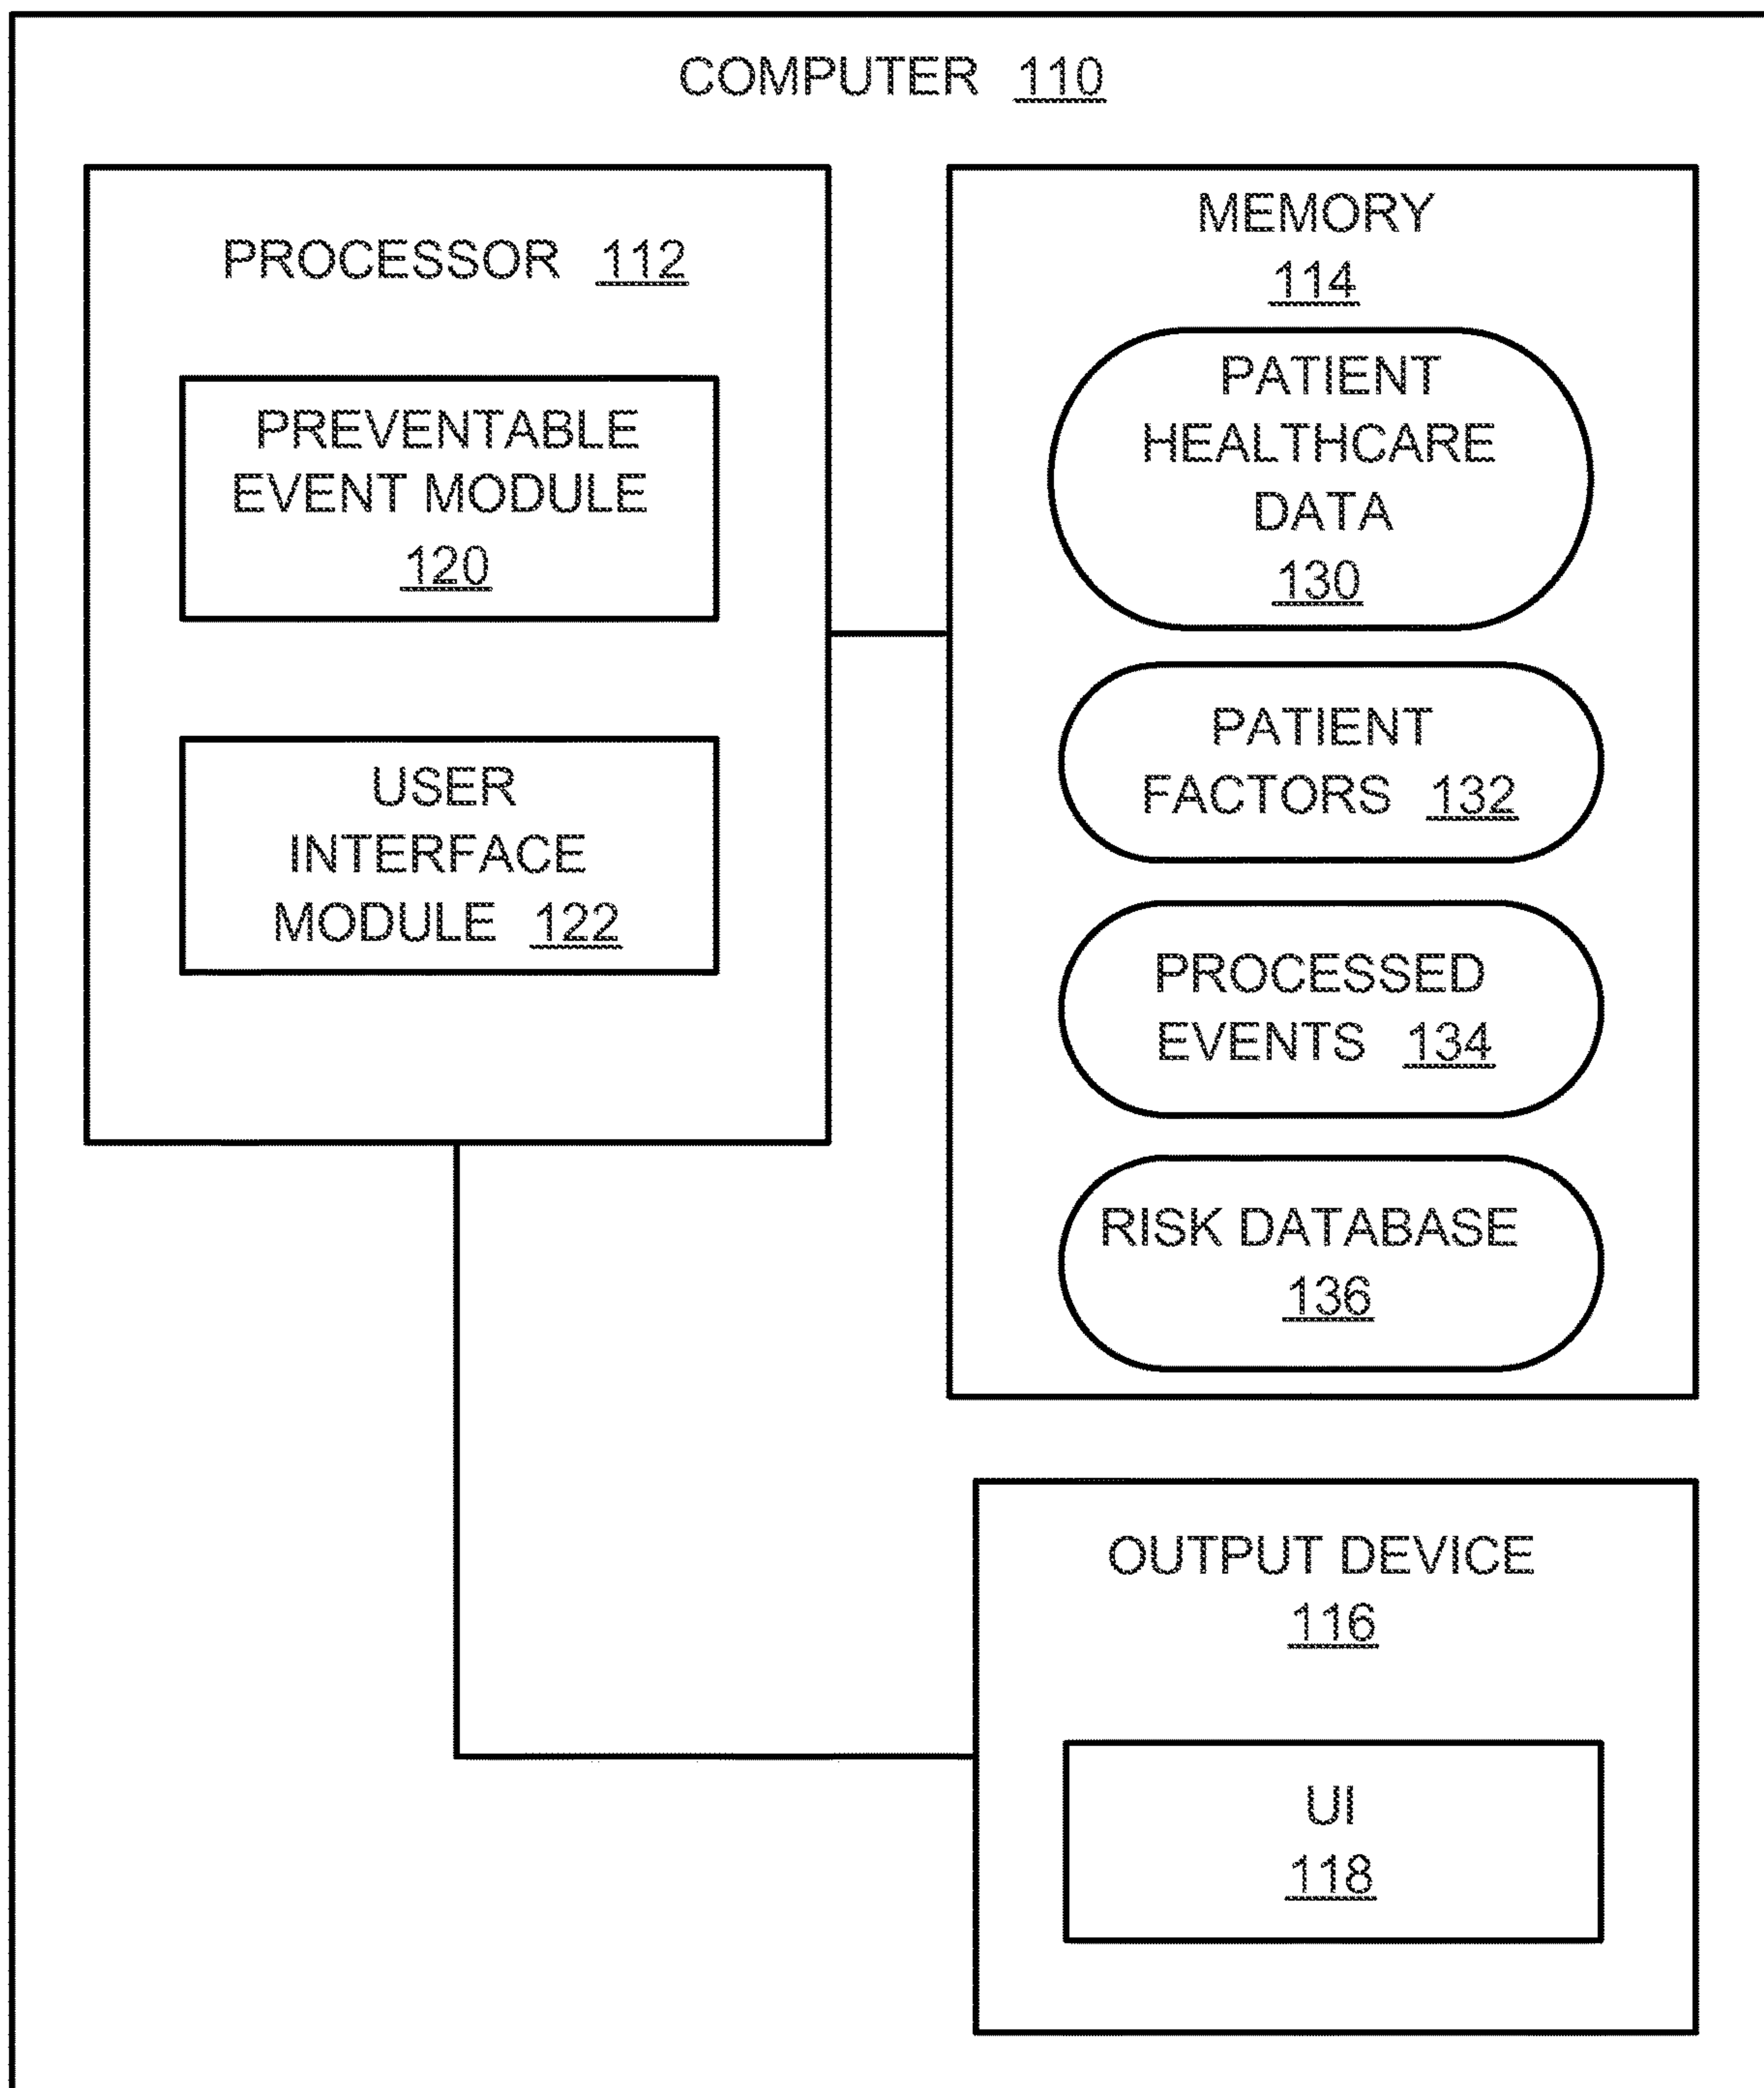 COMPUTER 110
PROCESSOR 112
PREVENTABLE
EVENT MODULE
120
USER
INTERFACE
MODULE 122
MEMORY
114
PATIENT
HEALTHCARE
DATA
130
PATIENT
FACTORS 132
PROCESSED
EVENTS 134
RISK DATABASE
136
OUTPUT DEVICE
116
UI
118